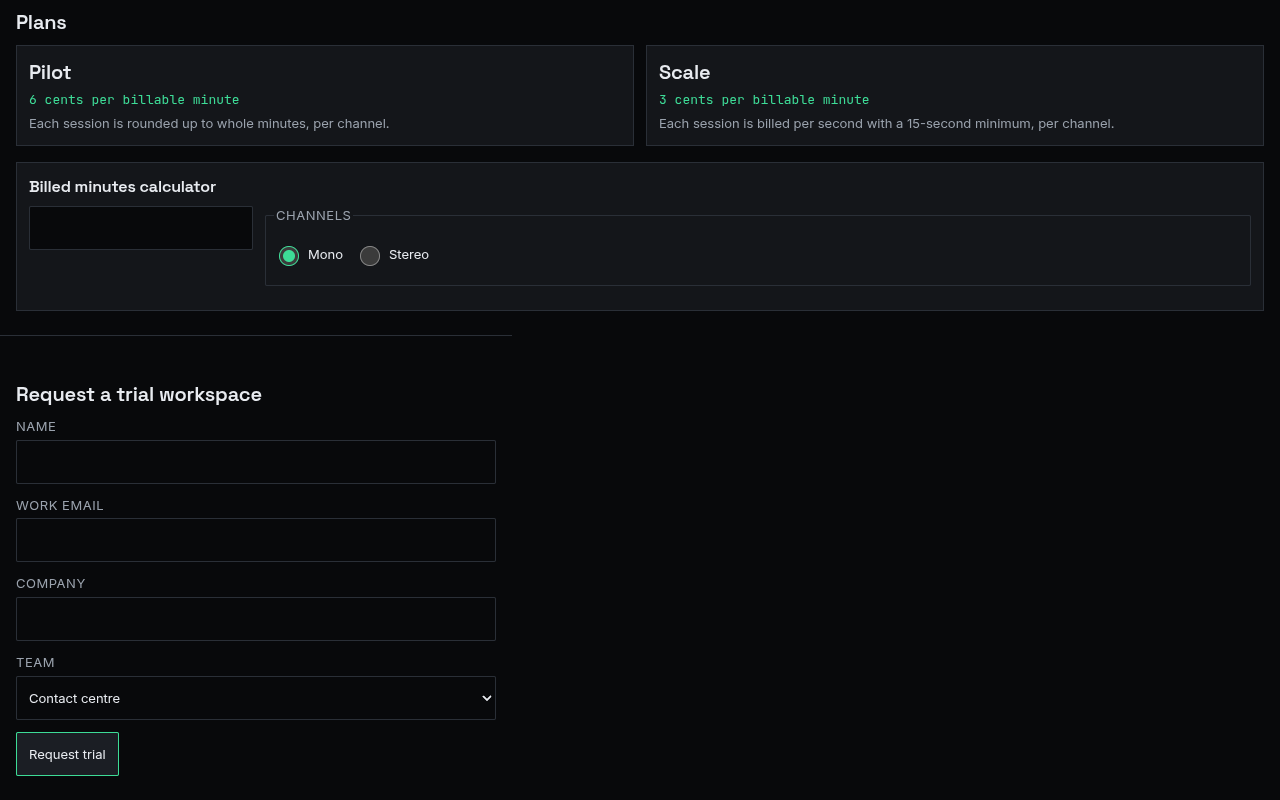 Plans
Pilot
6 cents per billable minute
Each session is rounded up to whole minutes, per channel.
Scale
3 cents per billable minute
Each session is billed per second with a 15-second minimum, per channel.
Billed minutes calculator
CHANNELS
Mono
Stereo
Request a trial workspace
NAME
WORK EMAIL
COMPANY
TEAM
Contact centre
Request trial